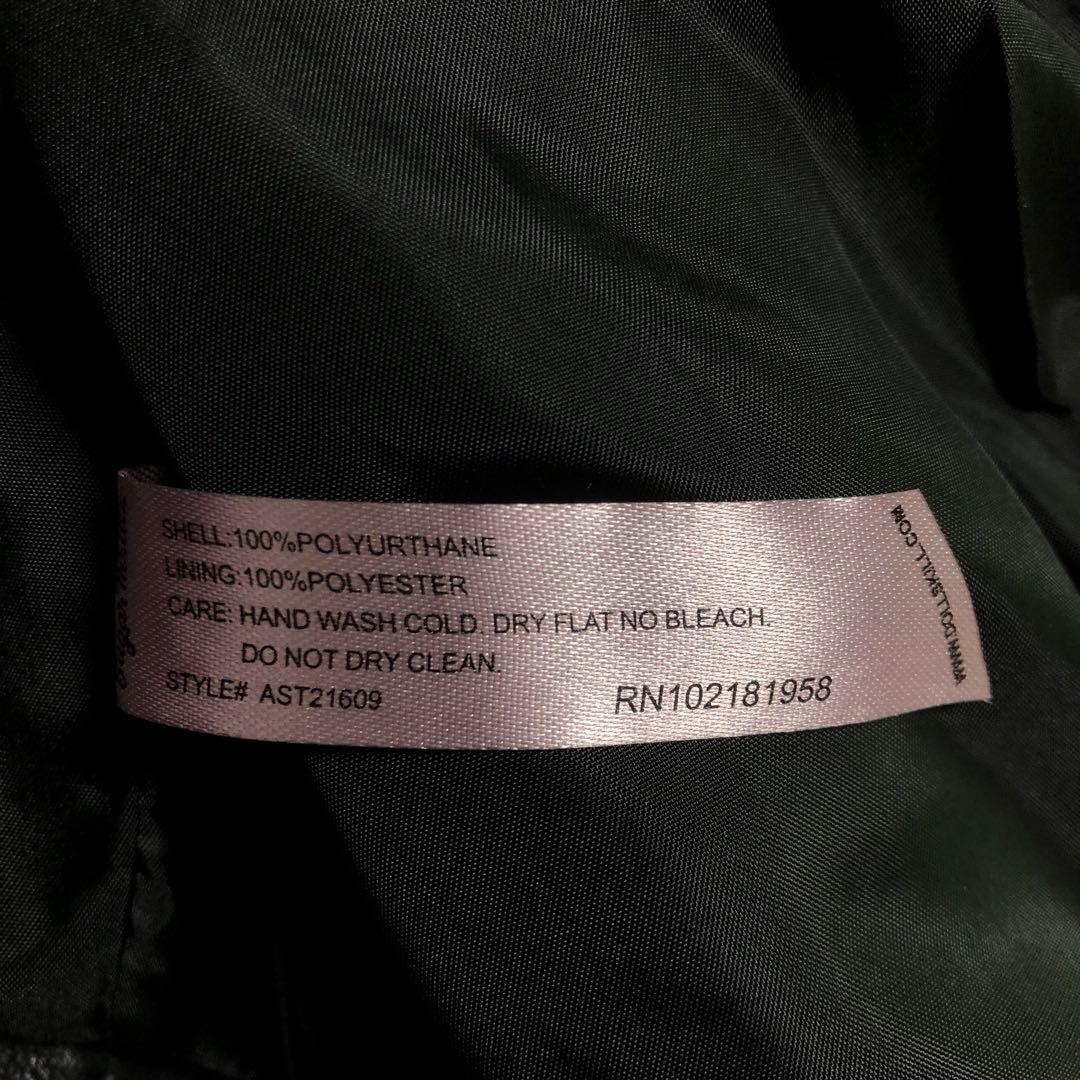 SHELL:100%POLYURTHANE
LINING:100%POLYESTER
CARE: HAND WASH COLD. DRY FLAT NO BLEACH.
DO NOT DRY CLEAN.
STYLE# AST21609
RN102181958
WWW.DOLLSKILL.COM